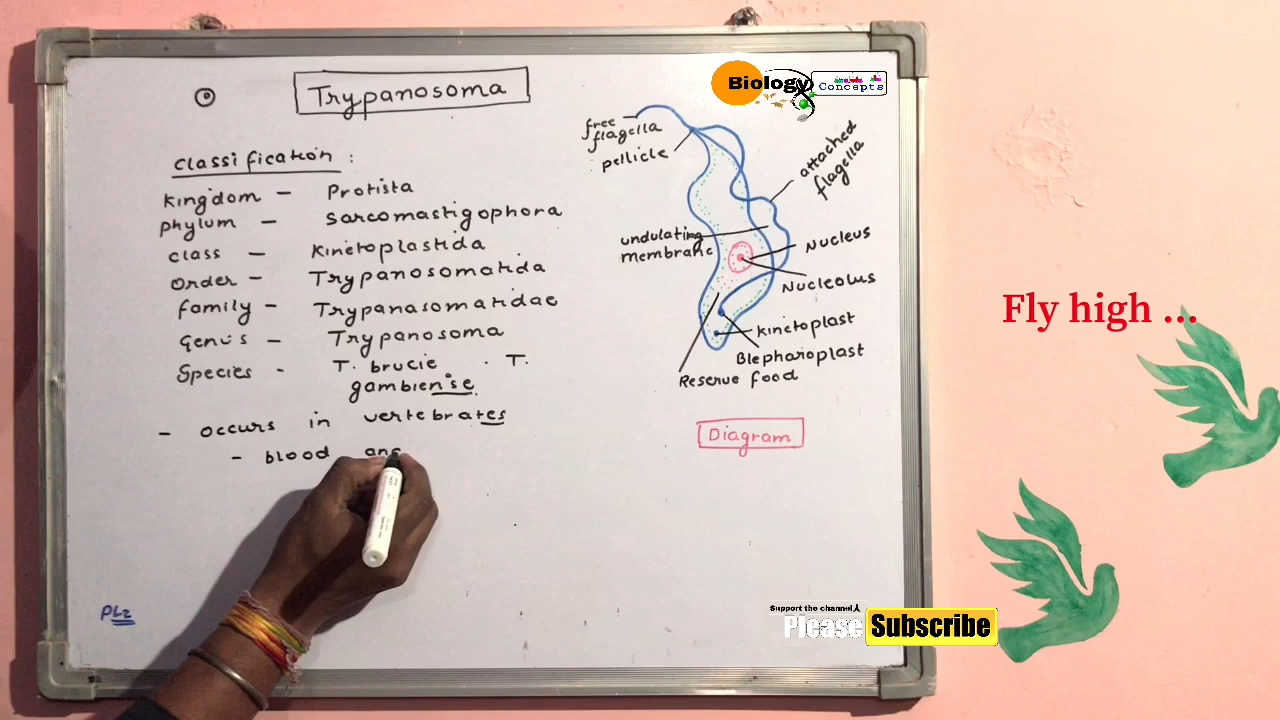 Trypanosoma
Classification :
Kingdom - Protista
phylum - Sarcomastigophora
class - Kinetoplastida
Order - Trypanosomatida
family - Trypanasomatidae
Genus - Trypanosoma
Species - T. brucie . T.
gambiense.
- occurs in vertebrates
- blood an
free
flagella
pellicle
attached
flagella
undulating
membrane
Nucleus
Nucleolus
kinetoplast
Blepharoplast
Reserve food
Diagram
PLz
Biology
Concepts
Fly high ...
Support the channel
Please Subscribe